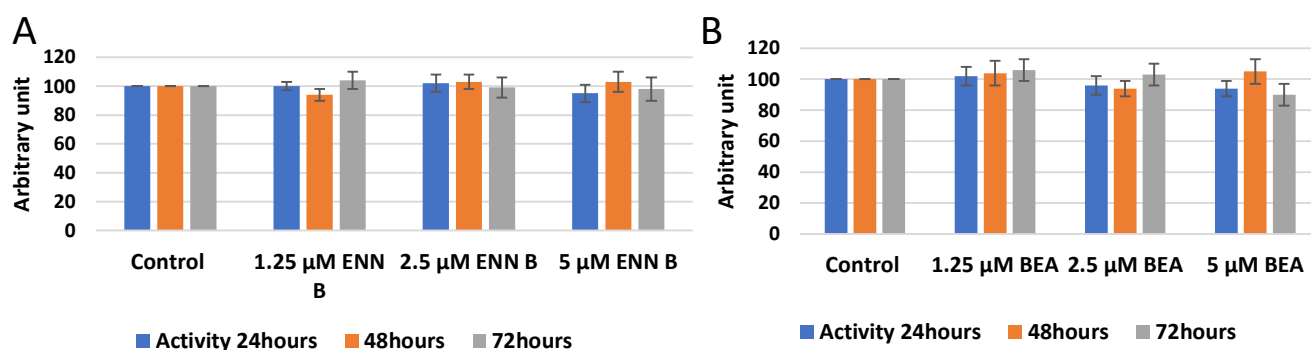 A
Arbitrary unit
120
100
80
60
40
20
0
Control
1.25 µM ENN
B
2.5 µM ENN B
5 µM ENN B
Activity 24hours
48hours
72hours
B
Arbitrary unit
120
100
80
60
40
20
0
Control
1.25 µM BEA
2.5 µM BEA
5 µM BEA
Activity 24hours
48hours
72hours